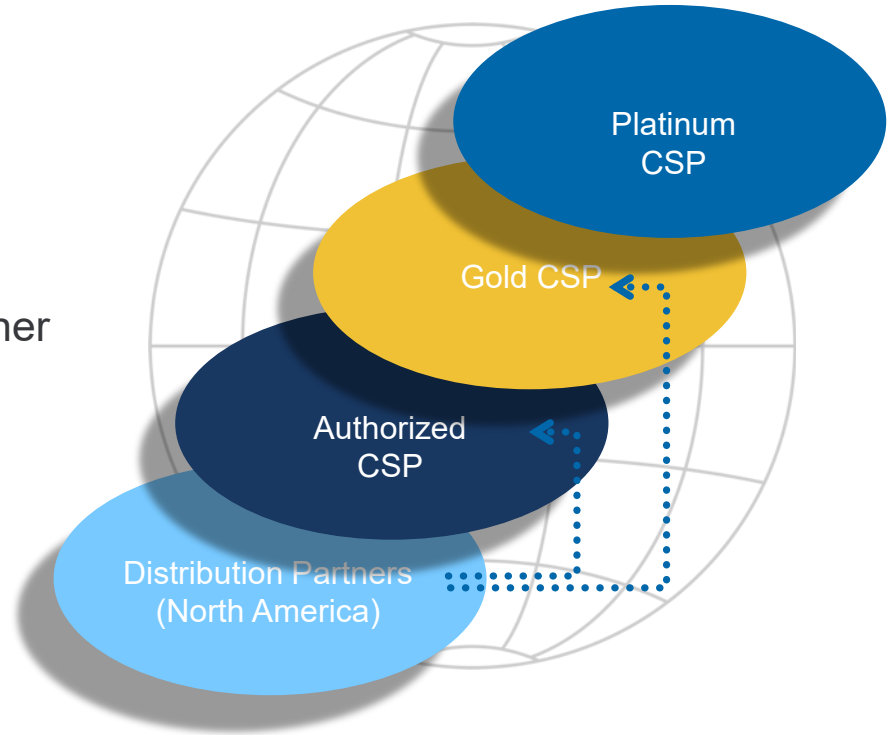 Platinum
CSP
Gold CSP
Authorized
CSP
Distribution Partners
(North America)